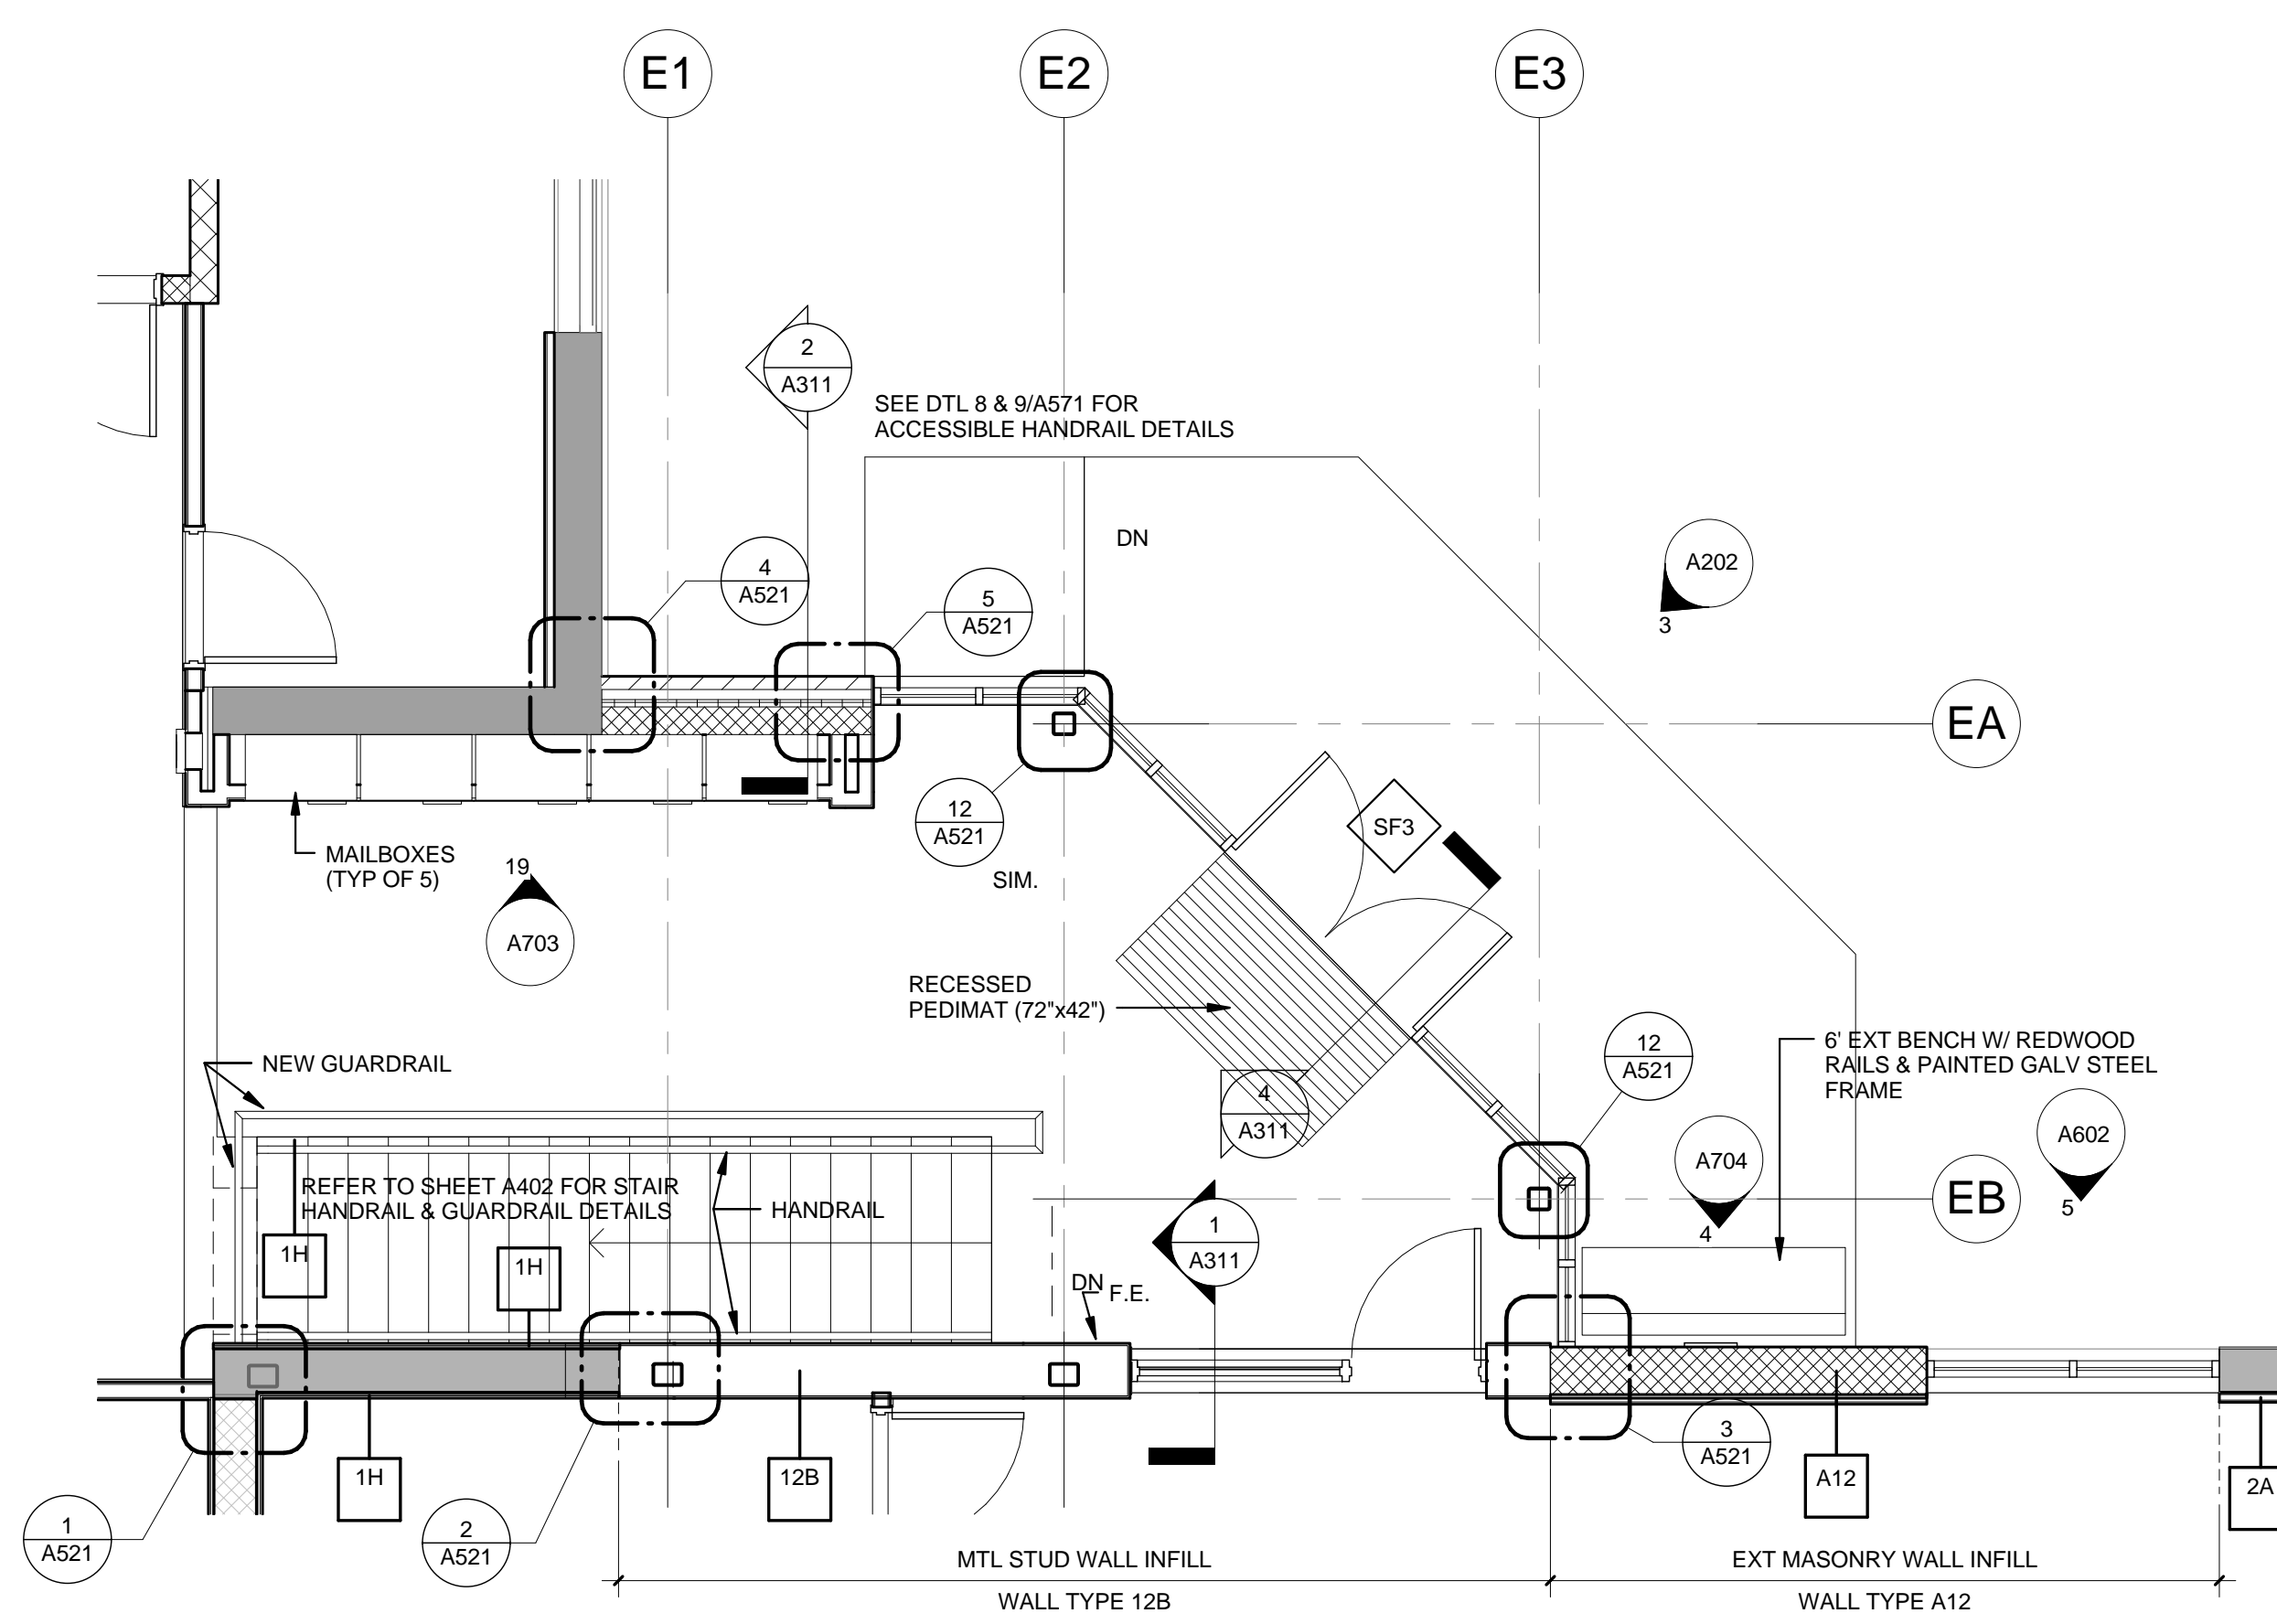 E1
E2
E3
2
A311
SEE DTL 8 & 9/A571 FOR
ACCESSIBLE HANDRAIL DETAILS
DN
A202
3
4
A521
5
A521
EA
12
A521
SIM.
SF3
MAILBOXES
(TYP OF 5)
19
A703
RECESSED
PEDIMAT (72"x42")
12
A521
6' EXT BENCH W/ REDWOOD
RAILS & PAINTED GALV STEEL
FRAME
NEW GUARDRAIL
4
A311
A704
4
A602
5
EB
REFER TO SHEET A402 FOR STAIR
HANDRAIL & GUARDRAIL DETAILS
HANDRAIL
1
A311
1H
1H
DN
F.E.
3
A521
1H
12B
A12
2A
1
A521
2
A521
MTL STUD WALL INFILL
WALL TYPE 12B
EXT MASONRY WALL INFILL
WALL TYPE A12